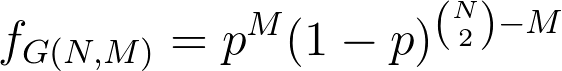 $f_{G(N,M)} = p^M (1-p)^{\binom{N}{2}-M}$